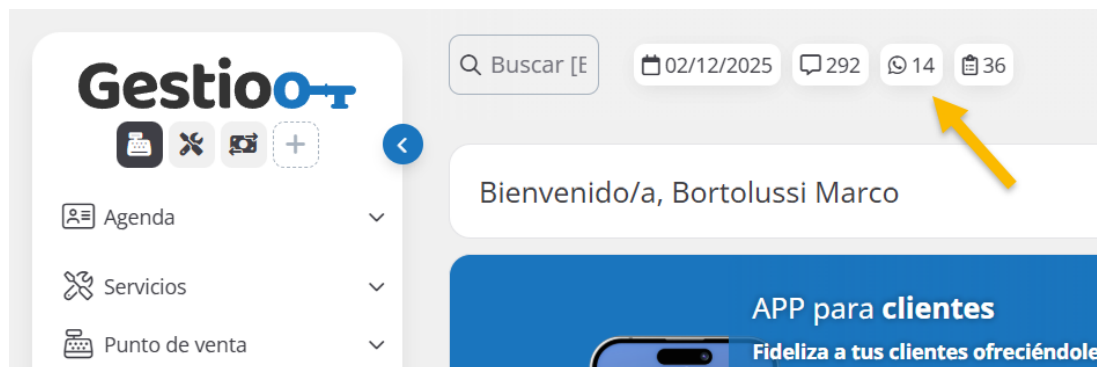 Gestioo
Buscar [E
02/12/2025
292
14
36
Agenda
Servicios
Punto de venta
Bienvenido/a, Bortolussi Marco
APP para clientes
Fideliza a tus clientes ofreciéndole